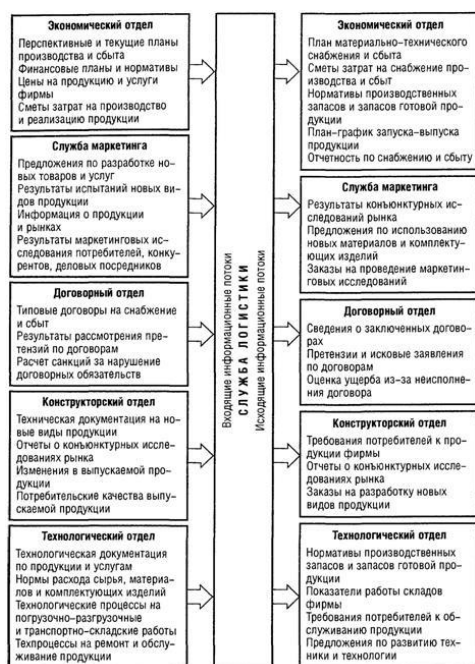 Экономический отдел
Перспективные и текущие планы
производства и сбыта
Финансовые планы и нормативы
Цены на продукцию и услуги
фирмы
Сметы затрат на производство
и реализацию продукции
Служба маркетинга
Предложения по разработке но-
вых товаров и услуг
Результаты испытаний новых ви-
дов продукции
Информация о продукции
и рынках
Результаты маркетинговых ис-
следования потребителей, конку-
рентов, деловых посредников
Договорный отдел
Типовые договоры на снабжение
и сбыт
Результаты рассмотрения пре-
тензий по договорам
Расчет санкций за нарушение
договорных обязательств
Конструкторский отдел
Техническая документация на но-
вые виды продукции
Отчеты о конъюнктурных иссле-
дованиях рынка
Изменения в выпускаемой про-
дукции
Потребительские качества выпу-
скаемой продукции
Технологический отдел
Технологическая документация
по продукции и услугам
Нормы расхода сырья, материа-
лов и комплектующих изделий
Технологические процессы на
погрузочно-разгрузочные
и транспортно-складские работы
Техпроцессы на ремонт и обслу-
живание продукции
Входящие информационные потоки
СЛУЖБА ЛОГИСТИКИ
Исходящие информационные потоки
Экономический отдел
План материально-технического
снабжения и сбыта
Сметы затрат на снабжение про-
изводства и сбыт
Нормативы производственных
запасов и запасов готовой про-
дукции
План-график запуска-выпуска
продукции
Отчетность по снабжению и сбыту
Служба маркетинга
Результаты конъюнктурных ис-
следований рынка
Предложения по использованию
новых материалов и комплекту-
ющих изделий
Заказы на проведение маркетин-
говых исследований
Договорный отдел
Сведения о заключенных догово-
рах
Претензии и исковые заявления
по договорам
Оценка ущерба из-за неисполне-
ния договора
Конструкторский отдел
Требования потребителей к про-
дукции фирмы
Отчеты о конъюнктурных иссле-
дованиях рынка
Заказы на разработку новых
видов продукции
Технологический отдел
Нормативы производственных
запасов и запасов готовой про-
дукции
Показатели работы складов
фирмы
Требования потребителей к об-
служиванию продукции
Предложения по развитию тех-
ники и технологии